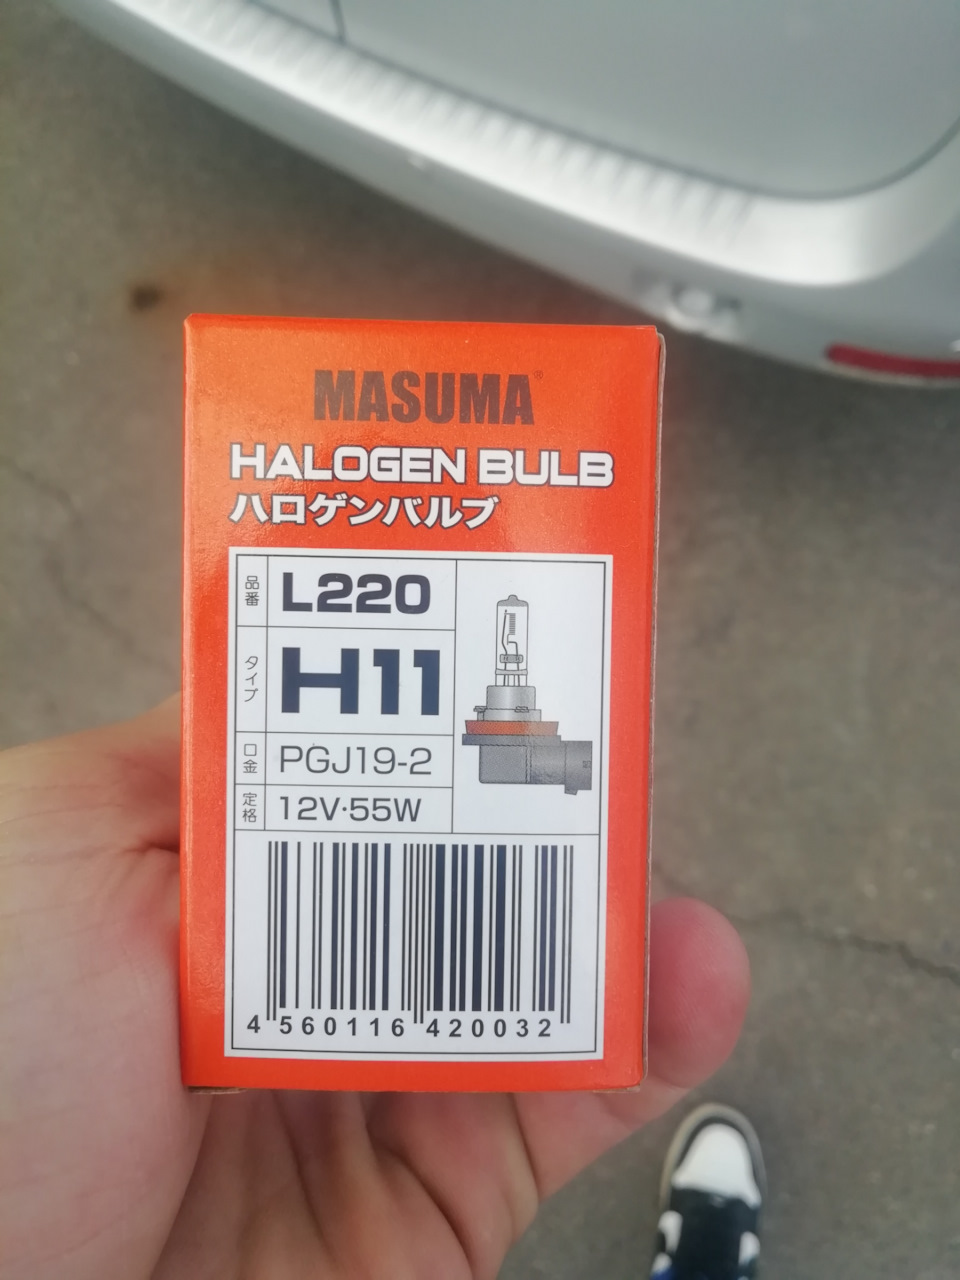 MASUMA®
HALOGEN BULB
ハロゲンバルブ
品番 L220
タイプ H11
口金 PGJ19-2
定格 12V·55W
4 560116 420032